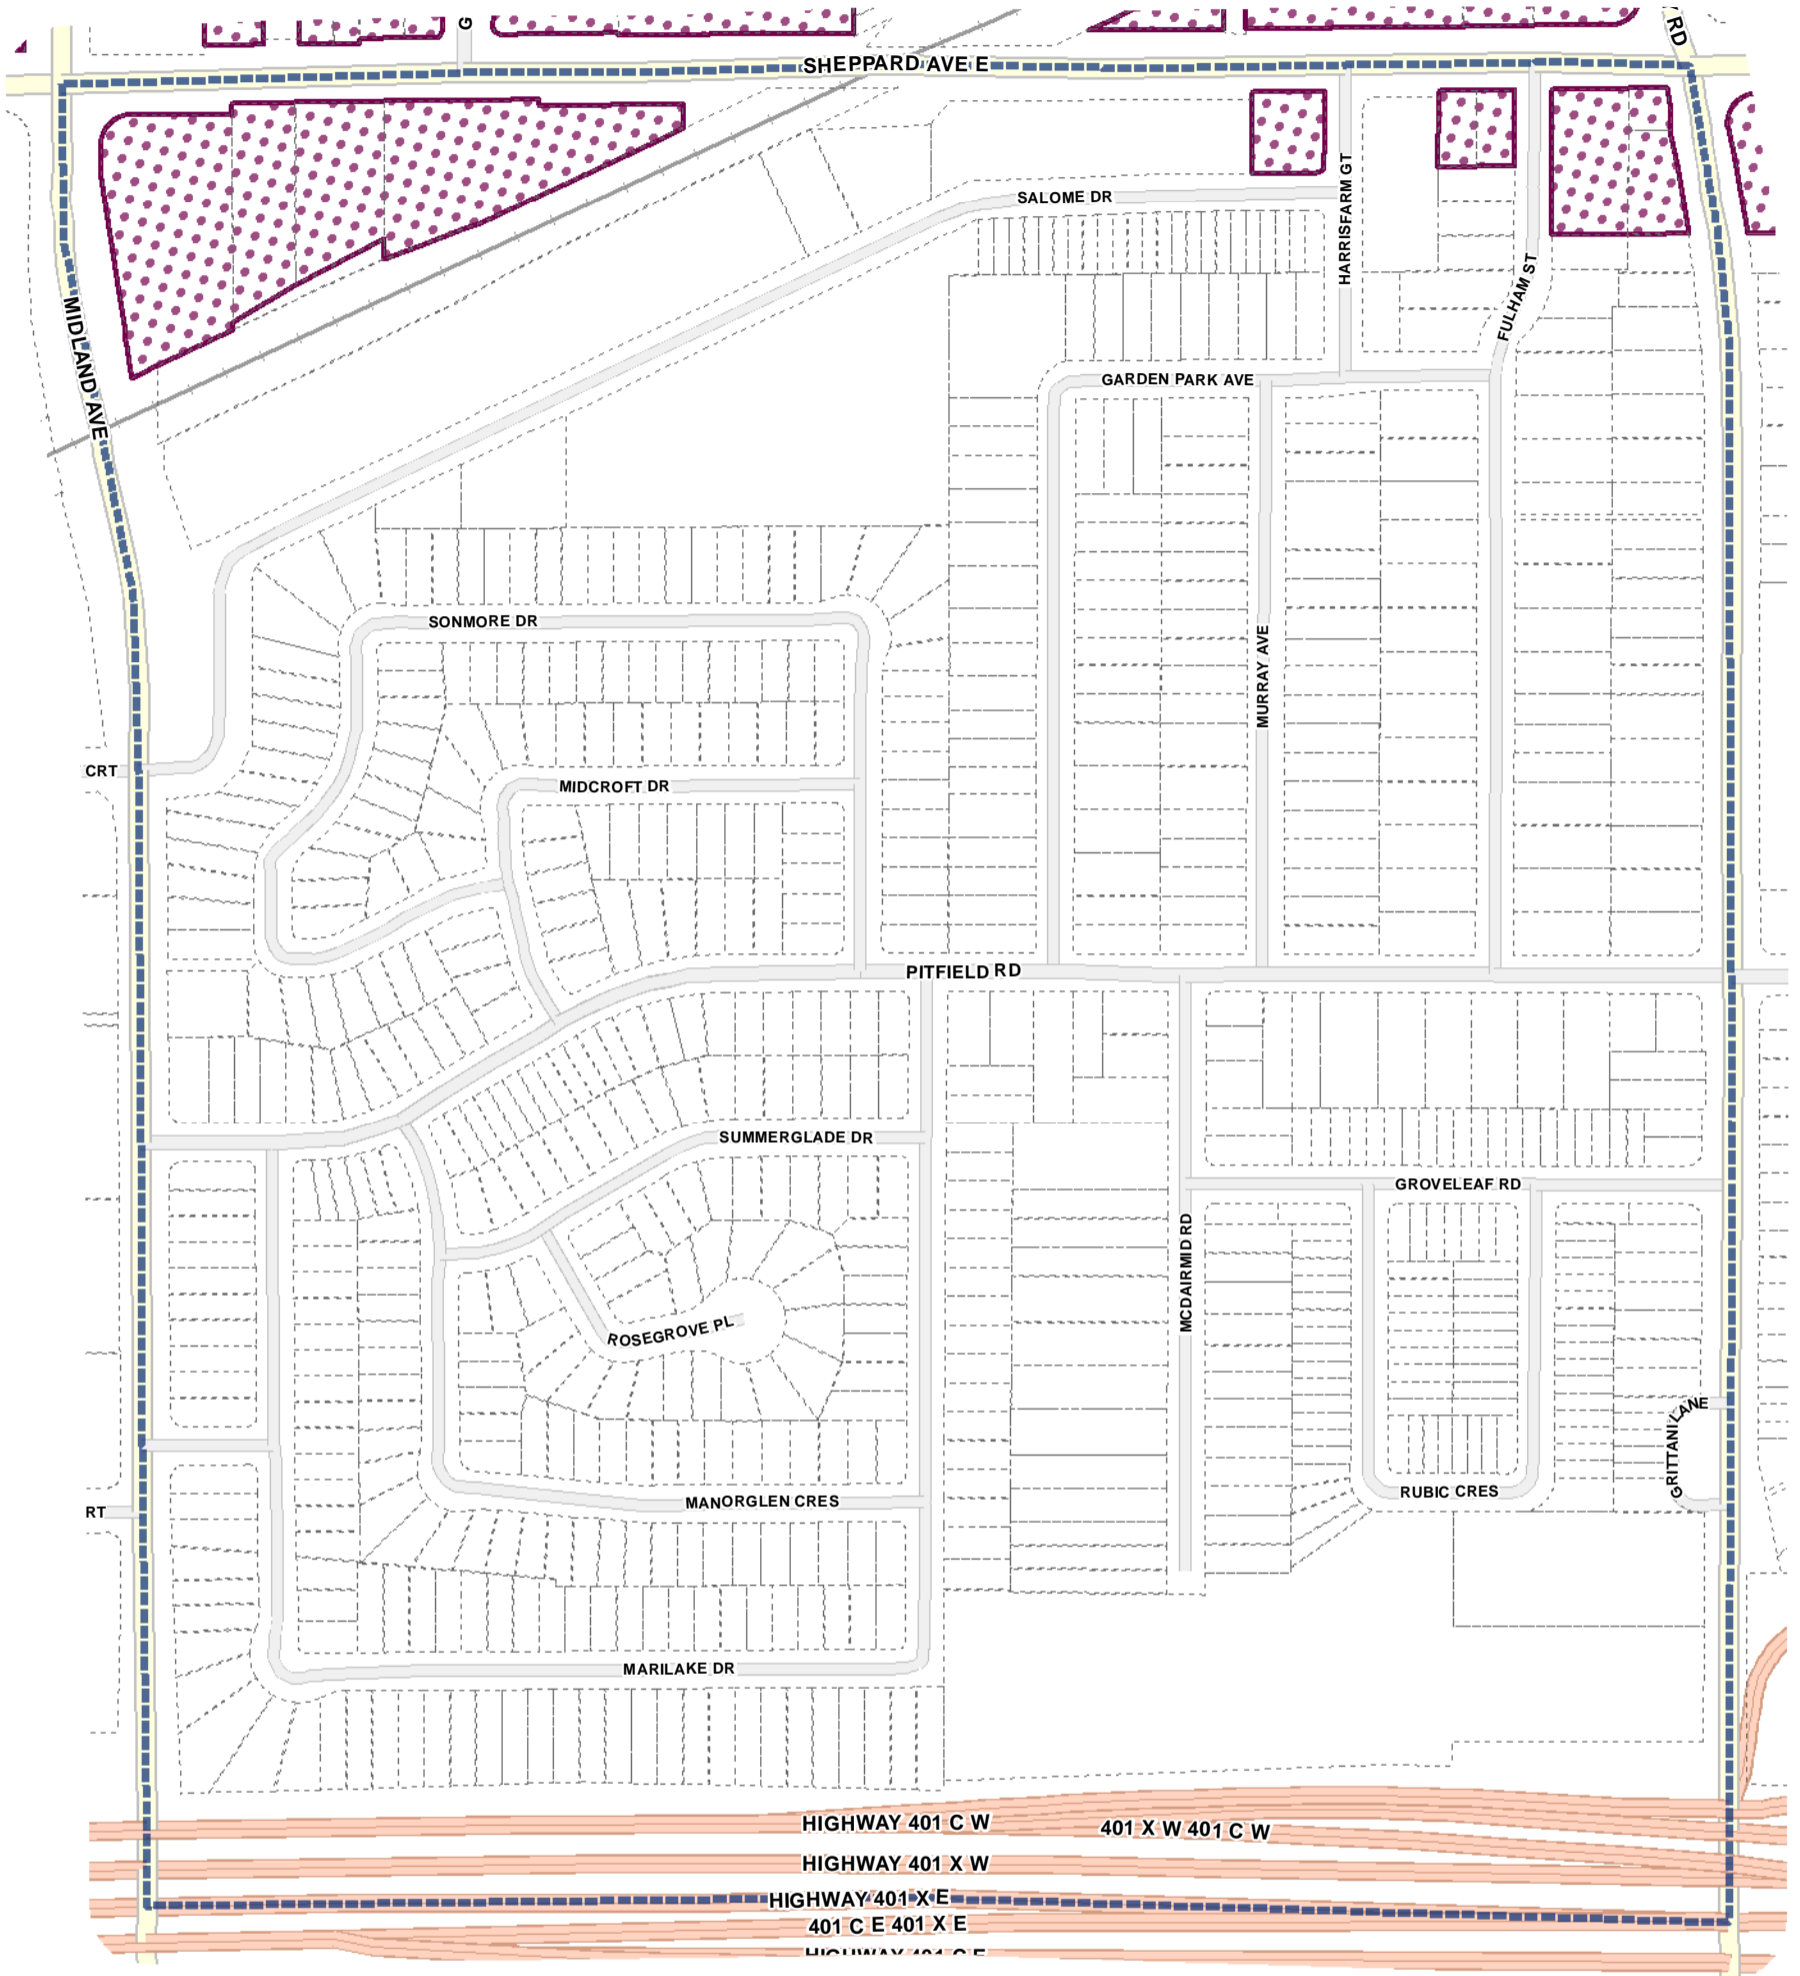 G
RD
SHEPPARD AVE E
SALOME DR
HARRISFARM GT
FULHAM ST
MIDLAND AVE
GARDEN PARK AVE
SONMORE DR
MURRAY AVE
CRT
MIDCROFT DR
PITFIELD RD
SUMMERGLADE DR
GROVELEAF RD
MCDAIRMID RD
ROSEGROVE PL
GRITTANI LANE
RUBIC CRES
MANORGLEN CRES
RT
MARILAKE DR
HIGHWAY 401 C W
401 X W 401 C W
HIGHWAY 401 X W
HIGHWAY 401 X E
401 C E 401 X E
HIGHWAY 401 C E